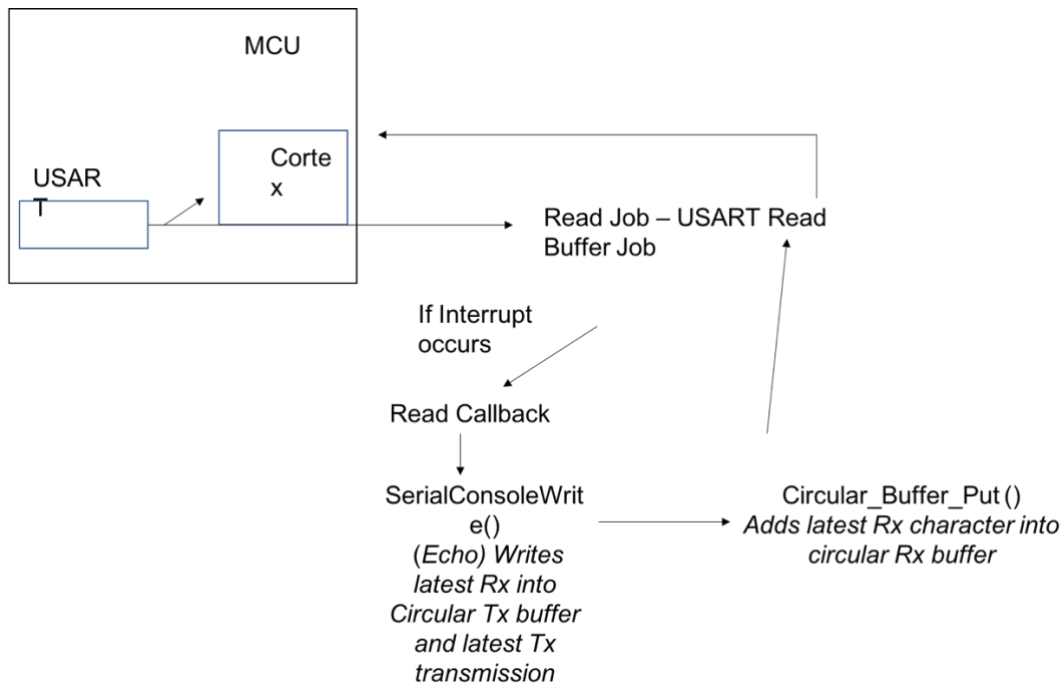 MCU
Corte
x
USAR
T
Read Job – USART Read
Buffer Job
If Interrupt
occurs
Read Callback
SerialConsoleWrit
e()
(Echo) Writes
latest Rx into
Circular Tx buffer
and latest Tx
transmission
Circular_Buffer_Put ()
Adds latest Rx character into
circular Rx buffer